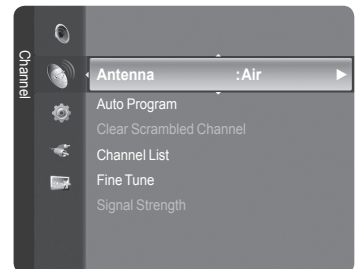 Channel
Antenna :Air
Auto Program
Clear Scrambled Channel
Channel List
Fine Tune
Signal Strength